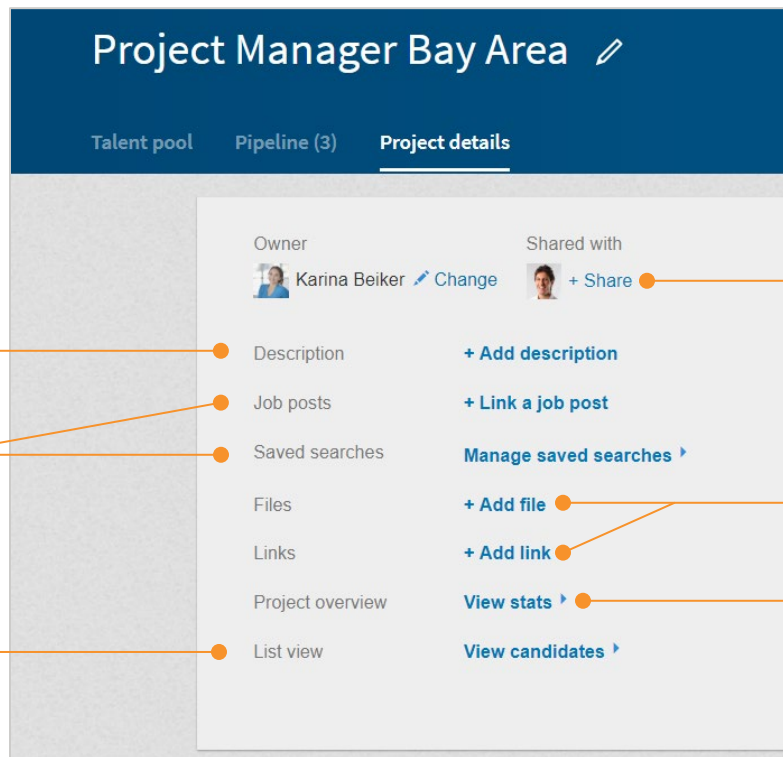 Project Manager Bay Area
Talent pool Pipeline (3) Project details
Owner Shared with
Karina Beiker Change + Share
Description + Add description
Job posts + Link a job post
Saved searches Manage saved searches
Files + Add file
Links + Add link
Project overview View stats
List view View candidates